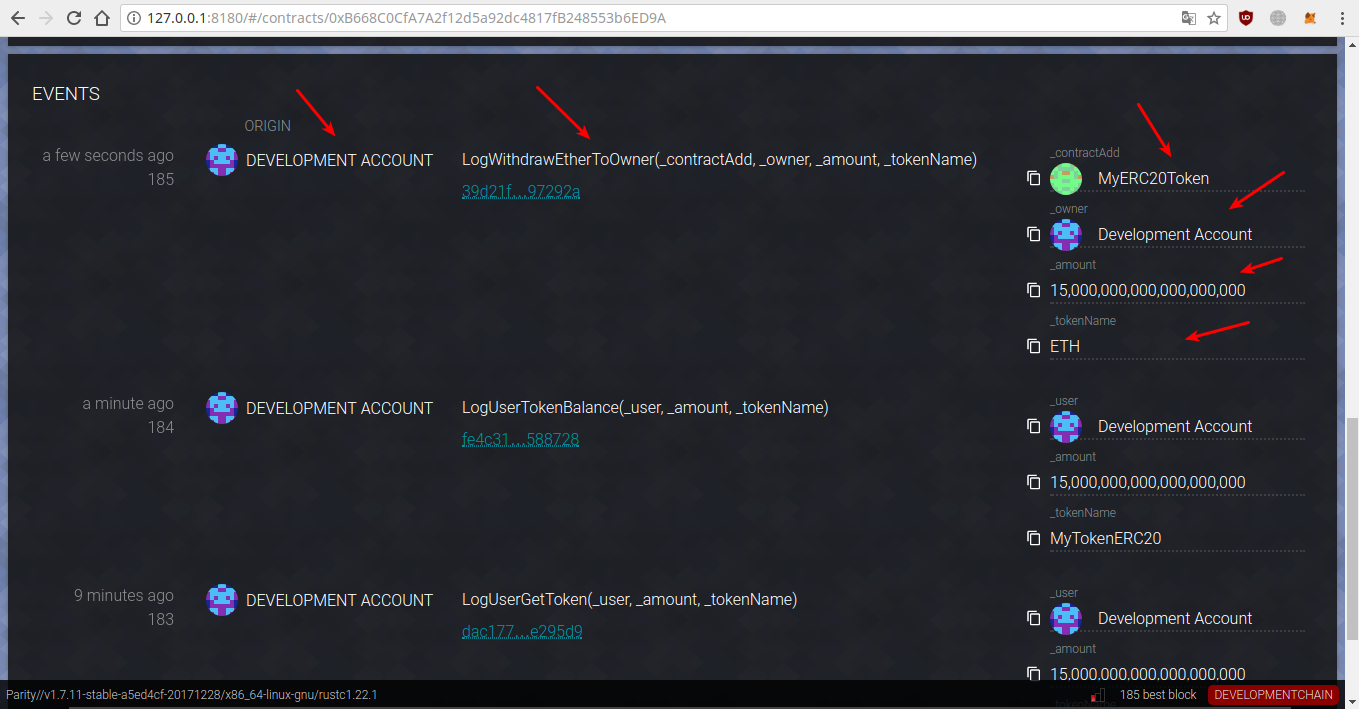 127.0.0.1:8180/#/contracts/0xB668C0CfA7A2f12d5a92dc4817fB248553b6ED9A
EVENTS
ORIGIN
a few seconds ago
185
DEVELOPMENT ACCOUNT
LogWithdrawEtherToOwner(_contractAdd, _owner, _amount, _tokenName)
39d21f...97292a
_contractAdd
MyERC20Token
_owner
Development Account
_amount
15,000,000,000,000,000,000
_tokenName
ETH
a minute ago
184
DEVELOPMENT ACCOUNT
LogUserTokenBalance(_user, _amount, _tokenName)
fe4c31...588728
_user
Development Account
_amount
15,000,000,000,000,000,000
_tokenName
MyTokenERC20
9 minutes ago
183
DEVELOPMENT ACCOUNT
LogUserGetToken(_user, _amount, _tokenName)
dac177...e295d9
_user
Development Account
_amount
15,000,000,000,000,000,000
Parity//v1.7.11-stable-a5ed4cf-20171228/x86_64-linux-gnu/rustc1.22.1
185 best block
DEVELOPMENTCHAIN